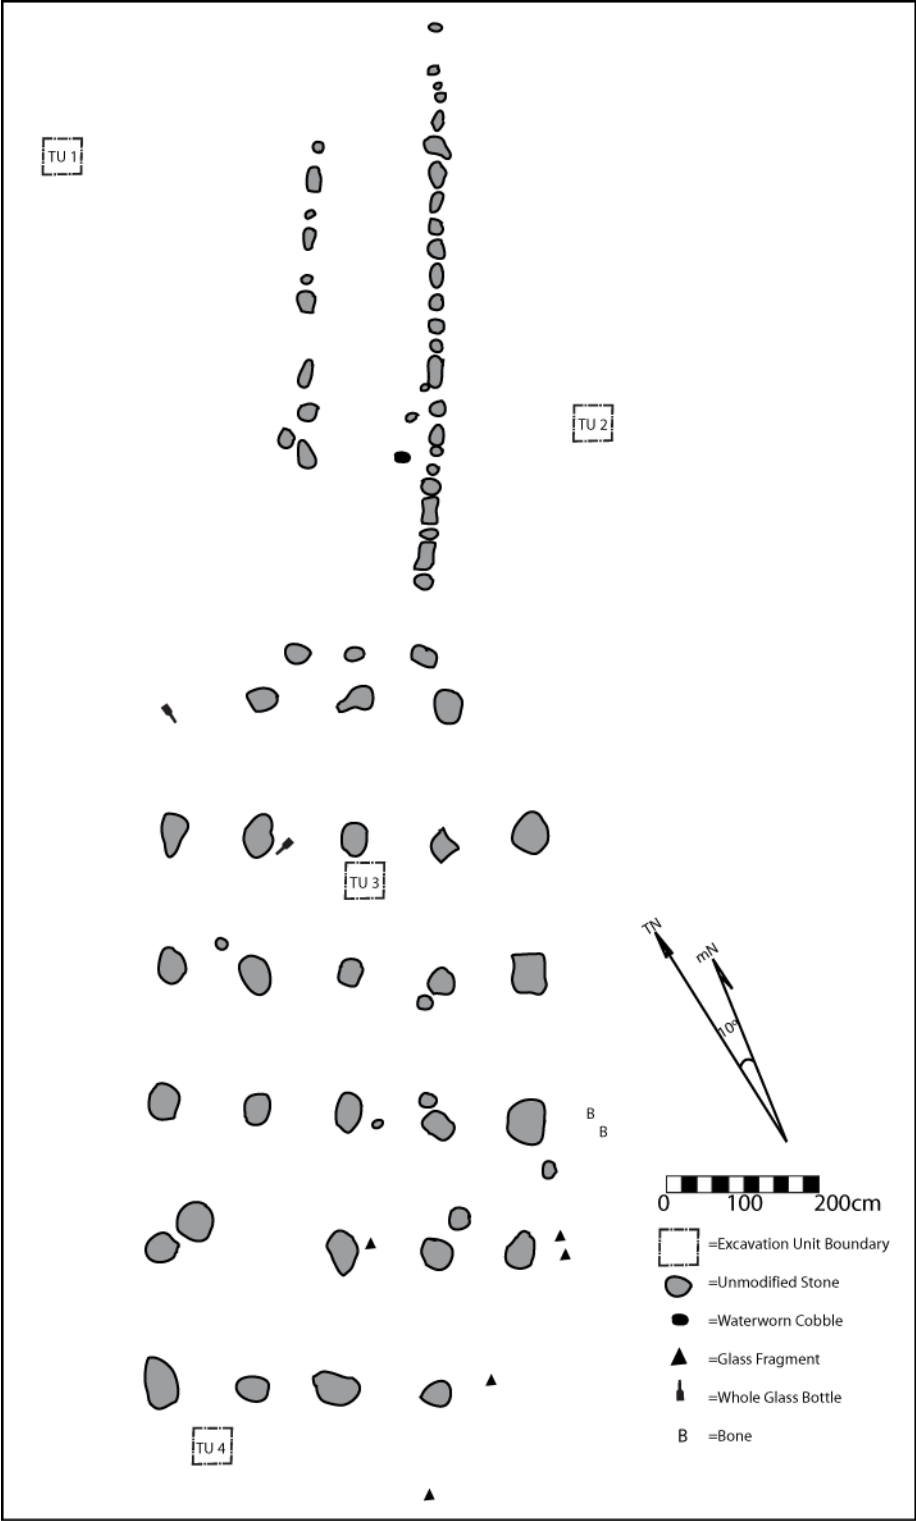 TU 1
TU 2
TU 3
TN
mN
10°
B
B
0 100 200cm
=Excavation Unit Boundary
=Unmodified Stone
=Waterworn Cobble
=Glass Fragment
=Whole Glass Bottle
B =Bone
TU 4